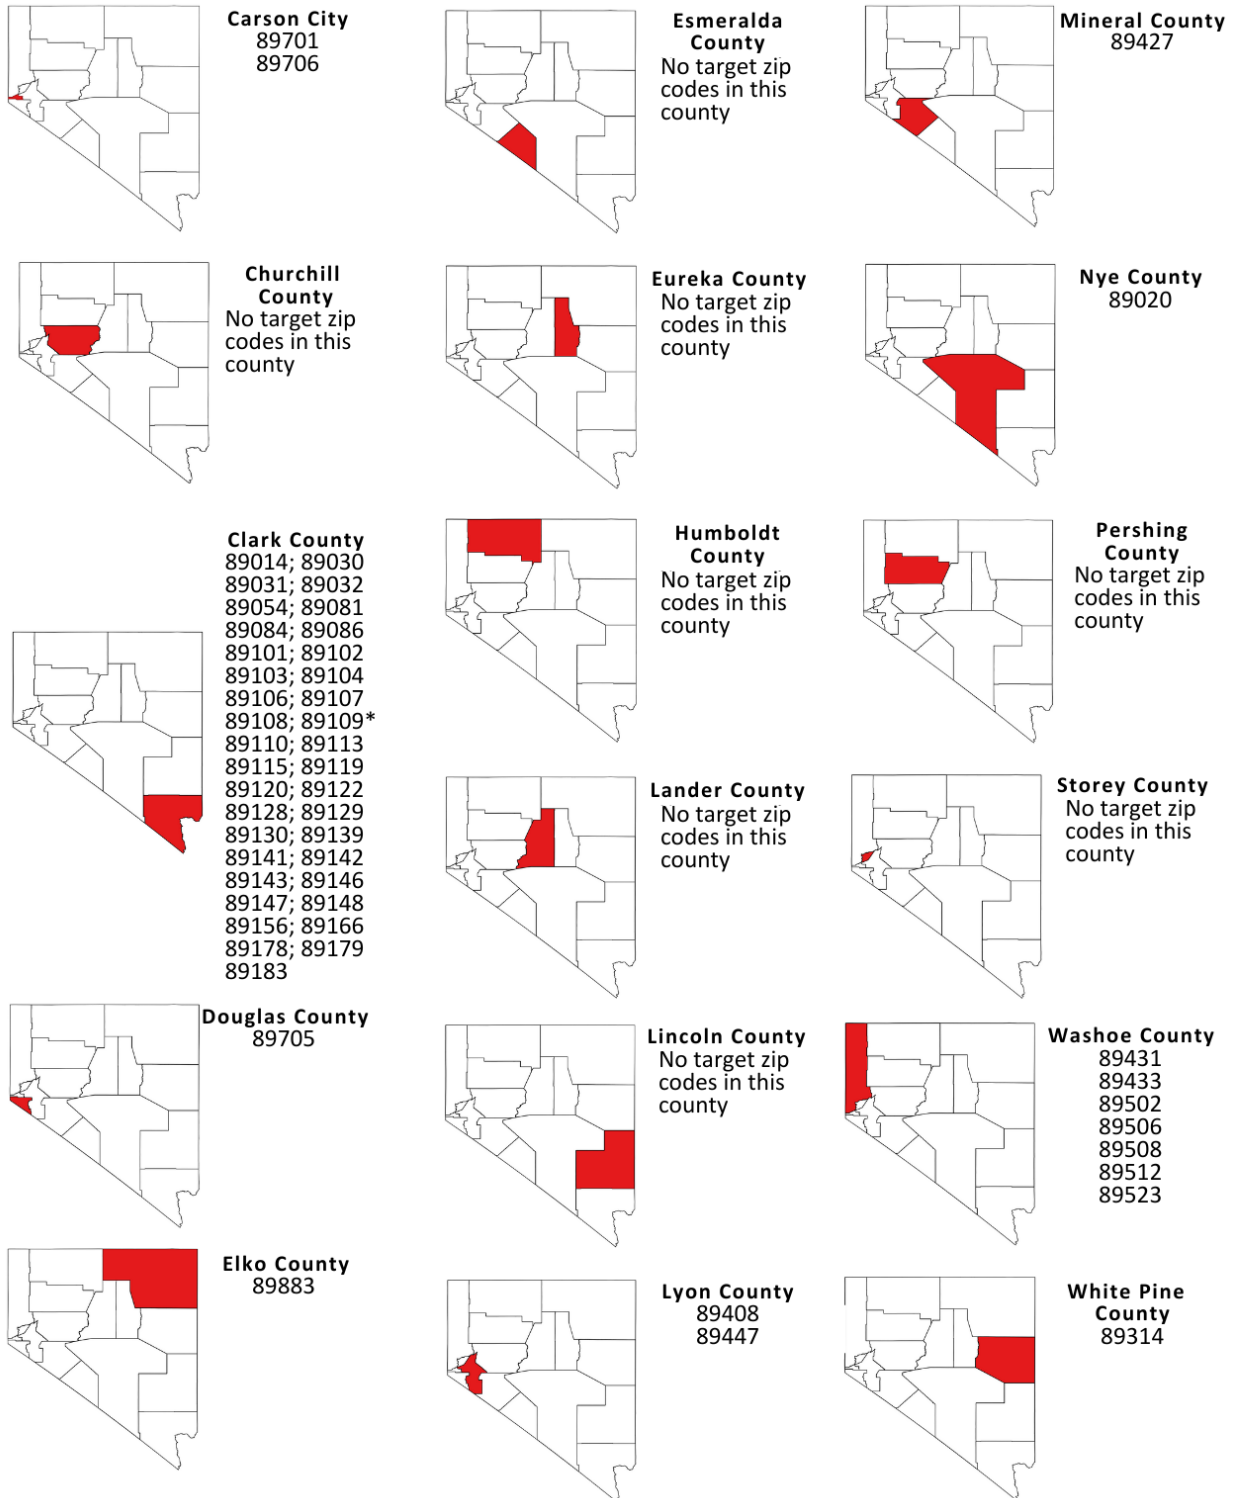 Carson City
89701
89706
Esmeralda
County
No target zip
codes in this
county
Mineral County
89427
Churchill
County
No target zip
codes in this
county
Eureka County
No target zip
codes in this
county
Nye County
89020
Clark County
89014; 89030
89031; 89032
89054; 89081
89084; 89086
89101; 89102
89103; 89104
89106; 89107
89108; 89109*
89110; 89113
89115; 89119
89120; 89122
89128; 89129
89130; 89139
89141; 89142
89143; 89146
89147; 89148
89156; 89166
89178; 89179
89183
Humboldt
County
No target zip
codes in this
county
Pershing
County
No target zip
codes in this
county
Lander County
No target zip
codes in this
county
Storey County
No target zip
codes in this
county
Douglas County
89705
Lincoln County
No target zip
codes in this
county
Washoe County
89431
89433
89502
89506
89508
89512
89523
Elko County
89883
Lyon County
89408
89447
White Pine
County
89314